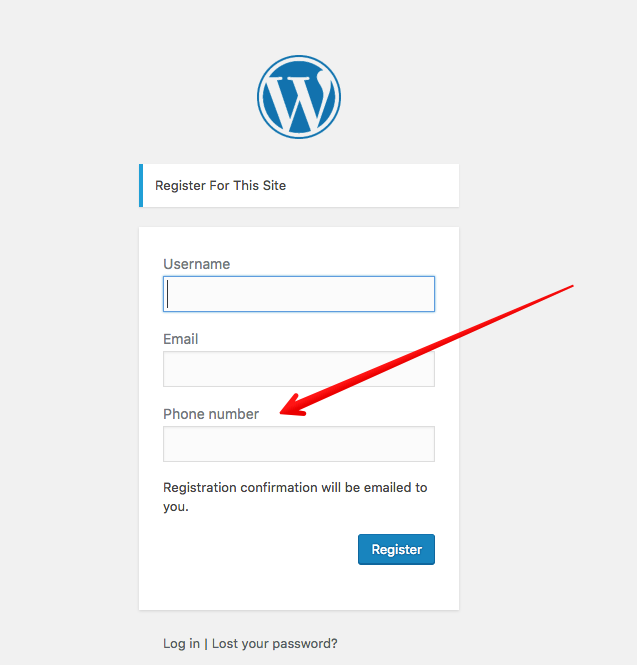 Register For This Site
Username
Email
Phone number
Registration confirmation will be emailed to
you.
Register
Log in | Lost your password?